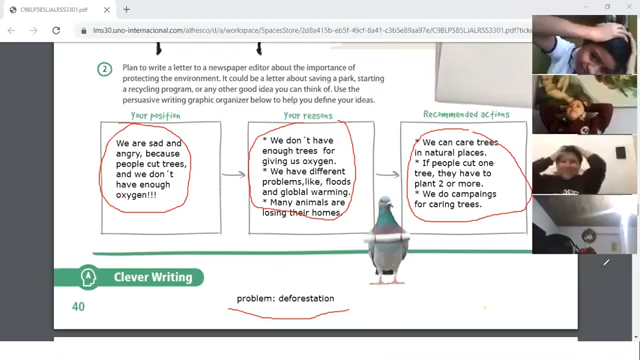 C9BLP5B5LJALRSS3301.pdf
lms30.uno-internacional.com/alfresco/d/a/workspace/SpacesStore/2d8a415b-5b5e-49cf-8a41-c3b5e09aa97e/C9BLP5B5LJALRSS3301.pdf
2 Plan to write a letter to a newspaper editor about the importance of
protecting the environment. It could be a letter about saving a park, starting
a recycling program, or any other good idea you can think of. Use the
persuasive writing graphic organizer below to help you define your ideas.
Your position
We are sad and
angry, because
people cut trees,
and we don´t
have enough
oxygen!!!
Your reasons
* We don´t have
enough trees for
giving us oxygen.
* We have different
problems,like, floods
and globlal warming.
* Many animals are
losing their homes.
Recommended actions
* We can care trees
in natural places.
* If people cut one
tree, they have to
plant 2 or more.
* We do campaings
for caring trees.
A Clever Writing
40
problem: deforestation